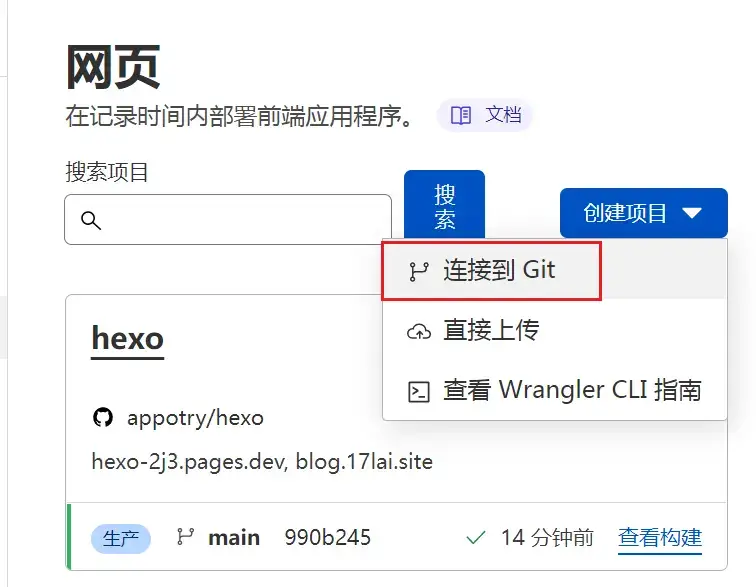 网页
在记录时间内部署前端应用程序。
文档
搜索项目
搜
索
创建项目
连接到 Git
直接上传
查看 Wrangler CLI 指南
hexo
appotry/hexo
hexo-2j3.pages.dev, blog.17lai.site
生产 main 990b245 14 分钟前 查看构建